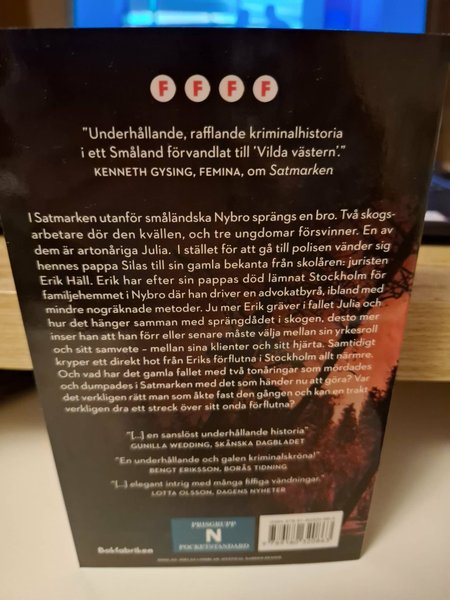 F F F F
”Underhållande, rafflande kriminalhistoria
i ett Småland förvandlat till ’Vilda västern’.”
KENNETH GYSING, FEMINA, om Satmarken
I Satmarken utanför småländska Nybro sprängs en bro. Två skogs-
arbetare dör den kvällen, och tre ungdomar försvinner. En av
dem är artonåriga Julia. I stället för att gå till polisen vänder sig
hennes pappa Silas till sin gamla bekanta från skolåren: juristen
Erik Häll. Erik har efter sin pappas död lämnat Stockholm för
familjehemmet i Nybro där han driver en advokatbyrå, ibland med
mindre nogräknade metoder. Ju mer Erik gräver i fallet Julia och
hur det hänger samman med sprängdådet i skogen, desto mer
inser han att han förr eller senare måste välja mellan sin yrkesroll
och sitt samvete – mellan sina klienter och sitt hjärta. Samtidigt
kryper ett direkt hot från Eriks förflutna i Stockholm allt närmre.
Och vad har det gamla fallet med två tonåringar som mördades
och dumpades i Satmarken med det som händer nu att göra? Var
det verkligen rätt man som åkte fast den gången och kan en trakt
verkligen dra ett streck över sitt onda förflutna?
”[...] en sanslöst underhållande historia”
GUNILLA WEDDING, SKÅNSKA DAGBLADET
”En underhållande och galen kriminalskröna!”
BENGT ERIKSSON, BORÅS TIDNING
”[...] elegant intrig med många fiffiga vändningar.”
LOTTA OLSSON, DAGENS NYHETER
PRISGRUPP
N
POCKETSTANDARD
Bokfabriken